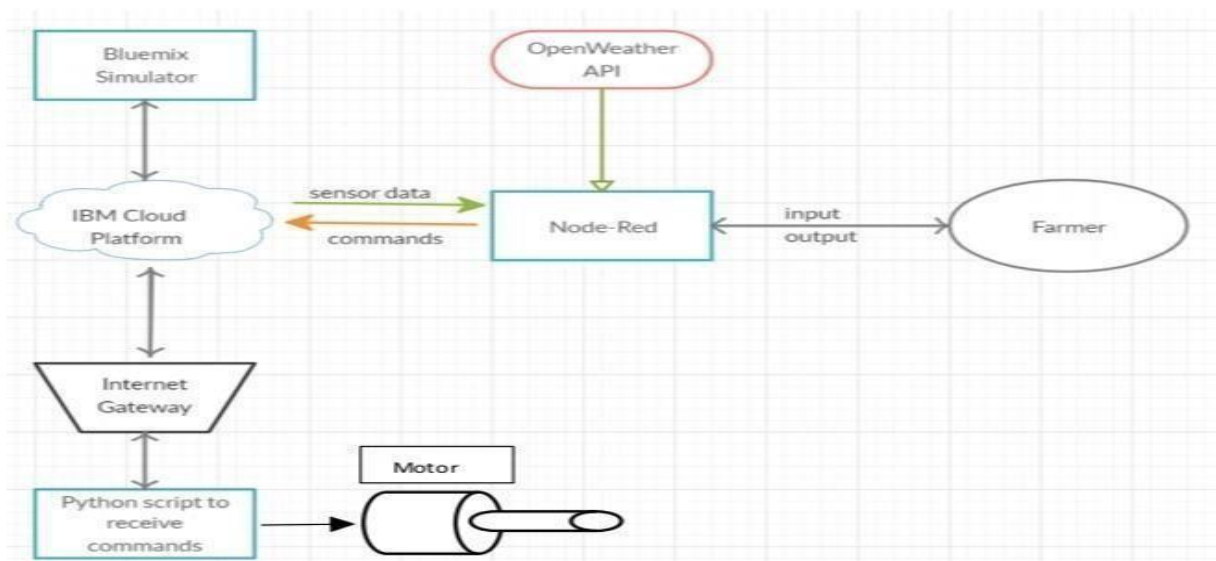 Bluemix
Simulator
OpenWeather
API
IBM Cloud
Platform
sensor data
commands
Node-Red
input
output
Farmer
Internet
Gateway
Motor
Python script to
receive
commands